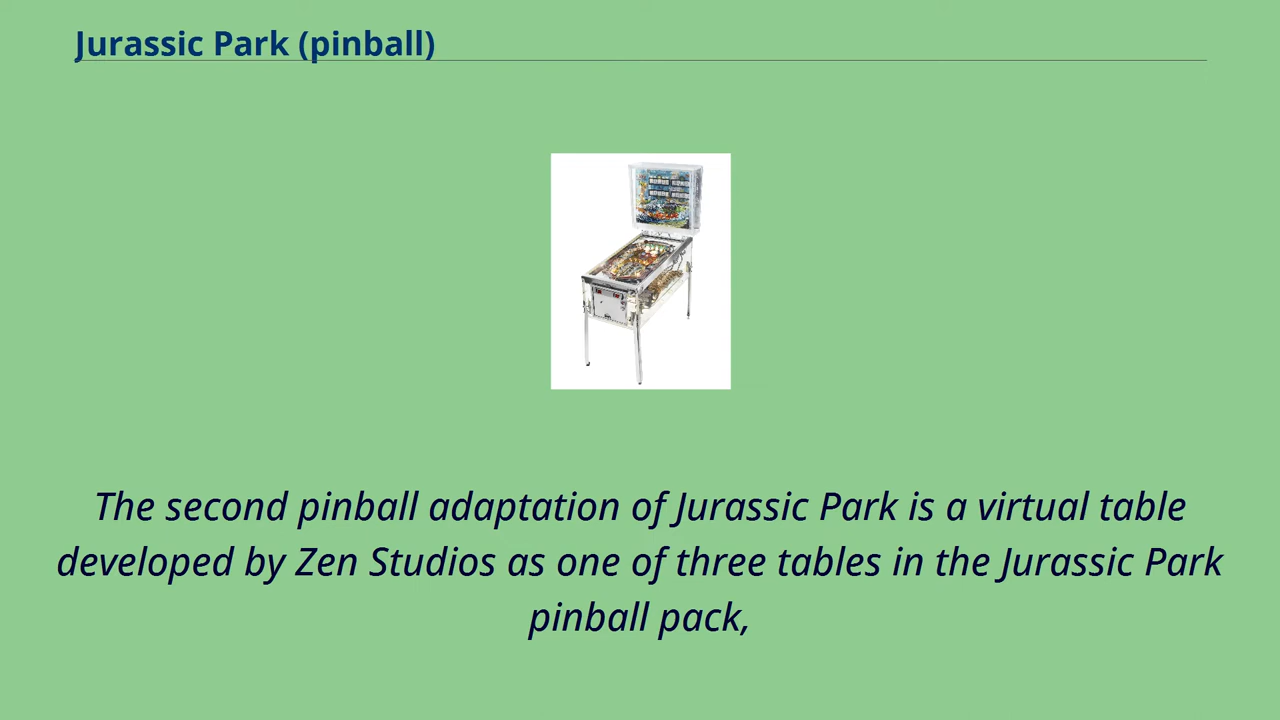 Jurassic Park (pinball)
The second pinball adaptation of Jurassic Park is a virtual table
developed by Zen Studios as one of three tables in the Jurassic Park
pinball pack,